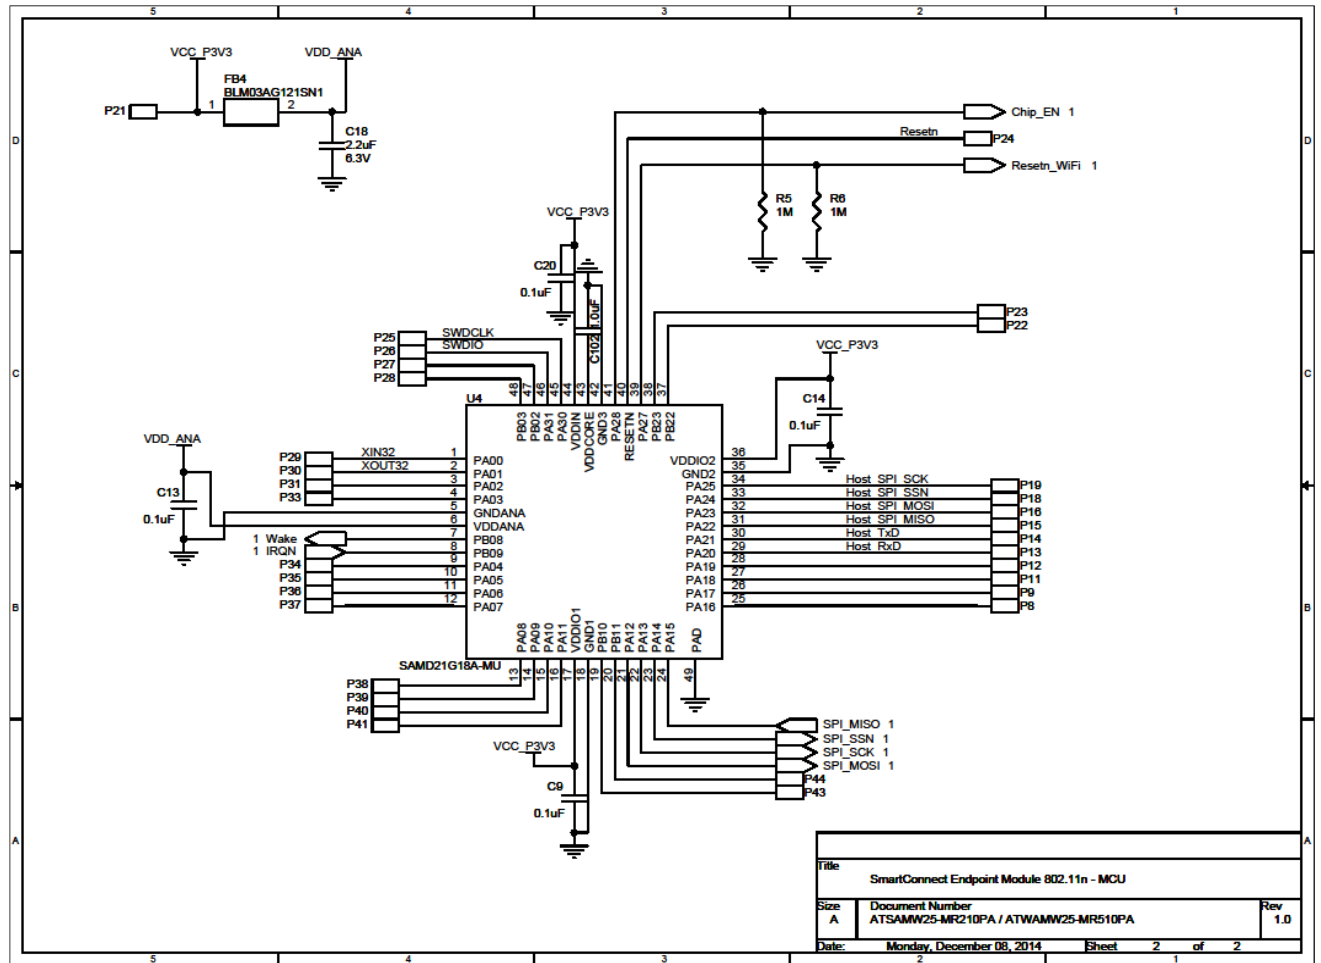 5 4 3 2 1
D
C
B
A
D
C
B
A
VCC_P3V3 VDD_ANA
FB4
BLM03AG121SN1
P21 1 2
C18
2.2uF
6.3V
Chip_EN 1
Resetn P24
Resetn_WiFi 1
R5
1M
R6
1M
VCC_P3V3
C20
0.1uF
C102 1.0uF
P23
P22
VCC_P3V3
C14
0.1uF
P25 SWDCLK
P26 SWDIO
P27
P28
48 47 46 45 44 43 42 41 40 39 38 37
U4
PB03 PB02 PA31 PA30 VDDIN VDDCORE GND3 PA28 RESETN PA27 PB23 PB22
VDD_ANA
C13
0.1uF
P29 XIN32 1 PA00
P30 XOUT32 2 PA01
P31 3 PA02
P33 4 PA03
5 GNDANA
6 VDDANA
1 Wake 7 PB08
1 IRQN 8 PB09
P34 9 PA04
P35 10 PA05
P36 11 PA06
P37 12 PA07
VDDIO2 36
GND2 35
PA25 34 Host_SPI_SCK P19
PA24 33 Host_SPI_SSN P18
PA23 32 Host_SPI_MOSI P16
PA22 31 Host_SPI_MISO P15
PA21 30 Host_TxD P14
PA20 29 Host_RxD P13
PA19 28 P12
PA18 27 P11
PA17 26 P9
PA16 25 P8
PA08 PA09 PA10 PA11 VDDIO1 GND1 PB10 PB11 PA12 PA13 PA14 PA15 PAD
SAMD21G18A-MU
13 14 15 16 17 18 19 20 21 22 23 24 49
P38
P39
P40
P41
VCC_P3V3
C9
0.1uF
SPI_MISO 1
SPI_SSN 1
SPI_SCK 1
SPI_MOSI 1
P44
P43
Title
SmartConnect Endpoint Module 802.11n - MCU
Size Document Number Rev
A ATSAMW25-MR210PA / ATWAMW25-MR510PA 1.0
Date: Monday, December 08, 2014 Sheet 2 of 2
5 4 3 2 1